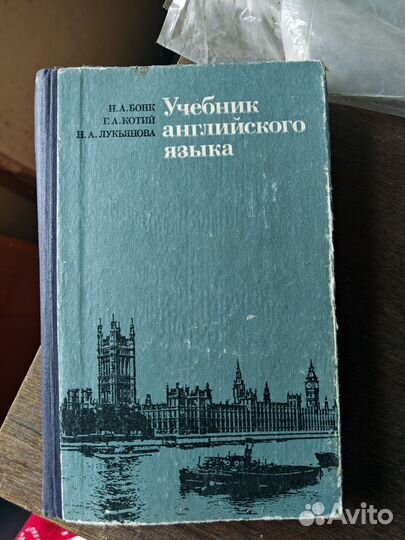 Н. А. БОНК
Г. А. КОТИЙ
Н. А. ЛУКЬЯНОВА
Учебник
английского
языка
Avito